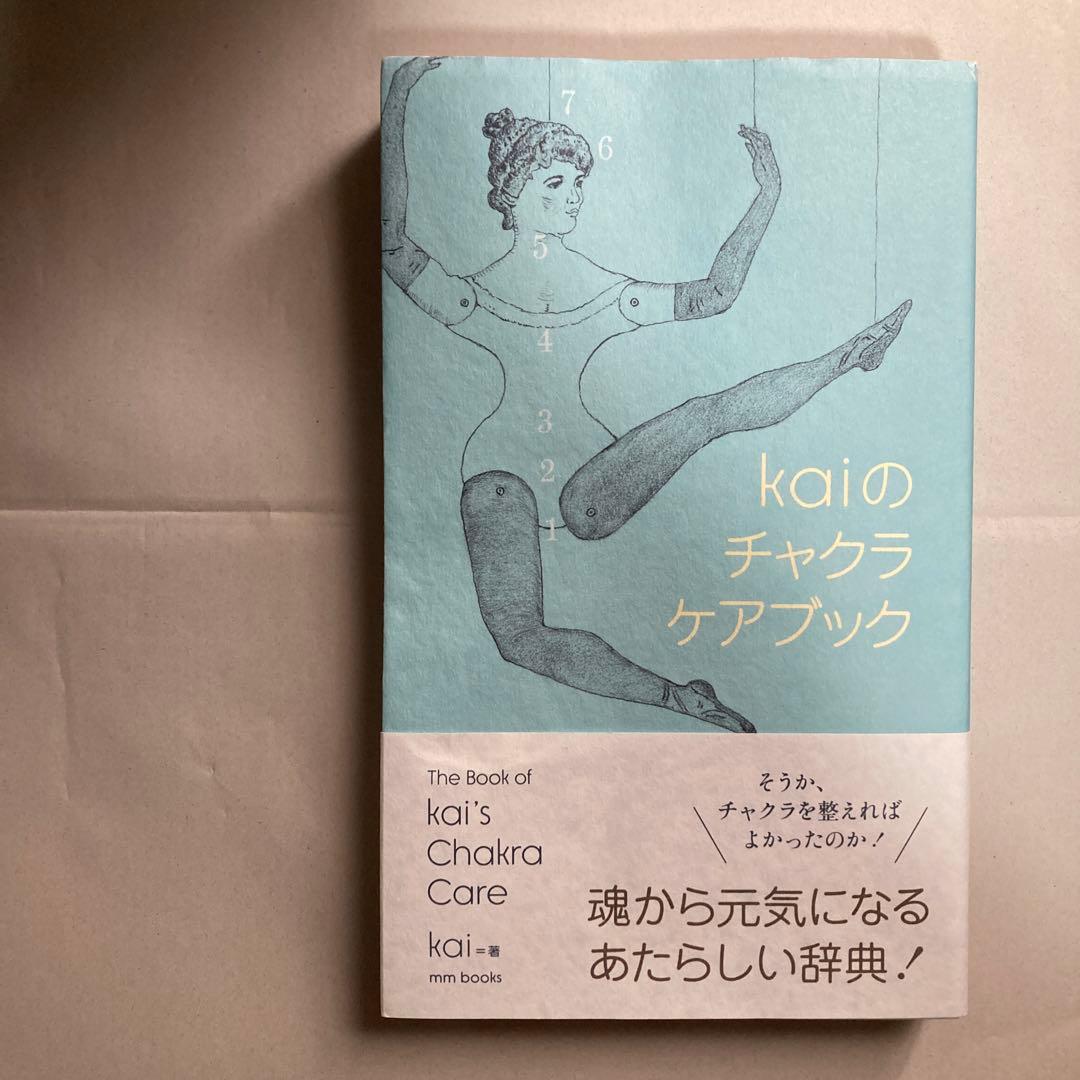 7
6
5
4
3
2
1
kaiの
チャクラ
ケアブック
The Book of
kai's
Chakra
Care
kai=著
mm books
そうか、
チャクラを整えれば
よかったのか!
魂から元気になる
あたらしい辞典!